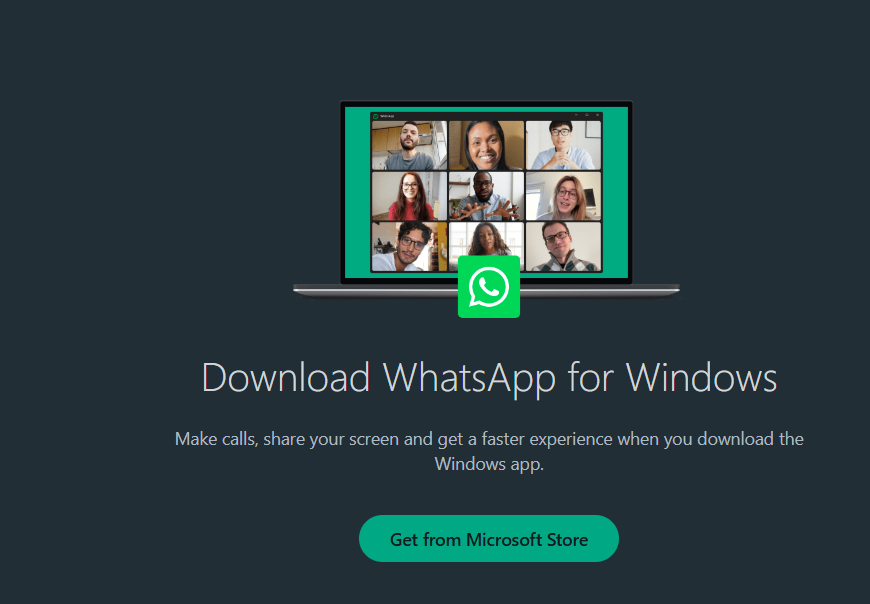 WhatsApp
Download WhatsApp for Windows
Make calls, share your screen and get a faster experience when you download the
Windows app.
Get from Microsoft Store